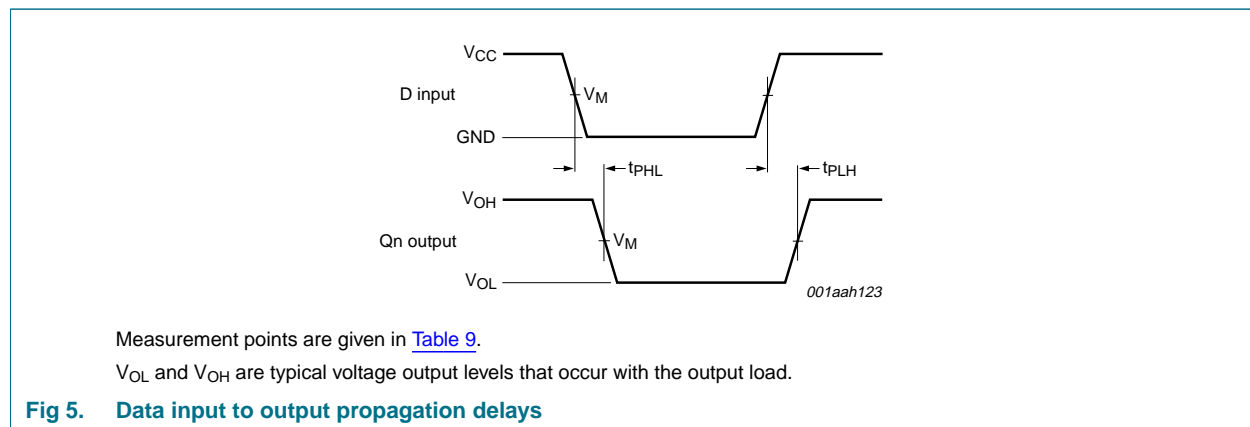 VCC
D input
VM
GND
tPHL
tPLH
VOH
Qn output
VM
VOL
001aah123
Measurement points are given in Table 9.
VOL and VOH are typical voltage output levels that occur with the output load.
Fig 5. Data input to output propagation delays